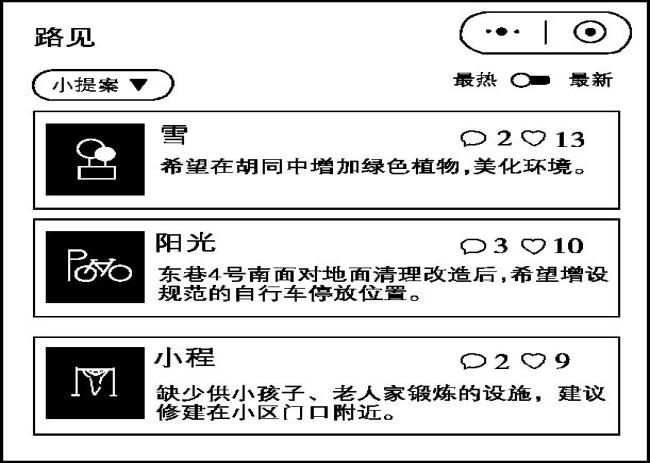 路见
小提案 ▼
最热 最新
雪 2 13
希望在胡同中增加绿色植物,美化环境。
P
阳光 3 10
东巷4号南面对地面清理改造后,希望增设
规范的自行车停放位置。
小程 2 9
缺少供小孩子、老人家锻炼的设施，建议
修建在小区门口附近。